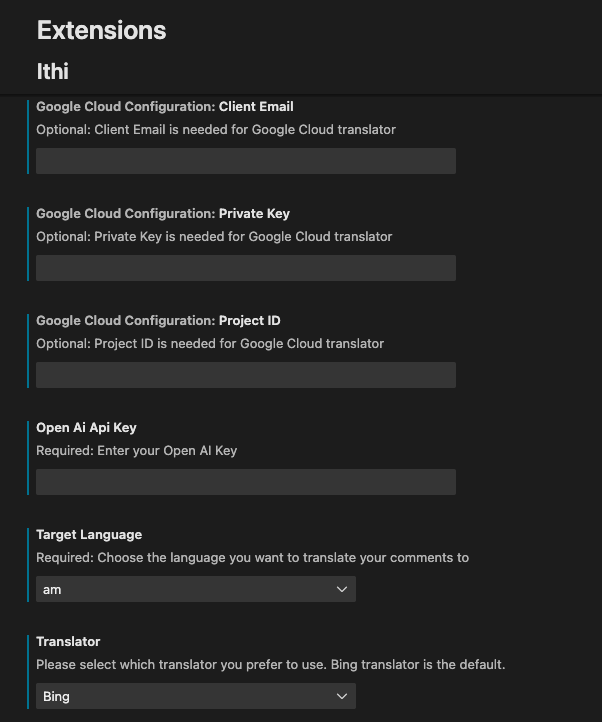 Extensions
Ithi
Google Cloud Configuration: Client Email
Optional: Client Email is needed for Google Cloud translator
Google Cloud Configuration: Private Key
Optional: Private Key is needed for Google Cloud translator
Google Cloud Configuration: Project ID
Optional: Project ID is needed for Google Cloud translator
Open Ai Api Key
Required: Enter your Open AI Key
Target Language
Required: Choose the language you want to translate your comments to
am
Translator
Please select which translator you prefer to use. Bing translator is the default.
Bing